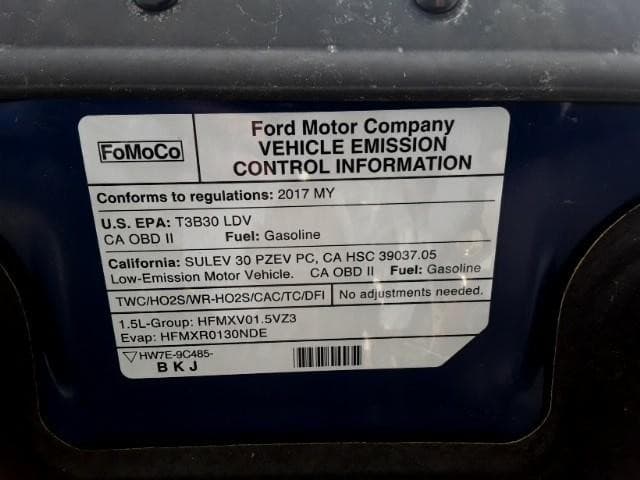 FoMoCo
Ford Motor Company
VEHICLE EMISSION
CONTROL INFORMATION
Conforms to regulations: 2017 MY
U.S. EPA: T3B30 LDV
CA OBD II Fuel: Gasoline
California: SULEV 30 PZEV PC, CA HSC 39037.05
Low-Emission Motor Vehicle. CA OBD II Fuel: Gasoline
TWC/HO2S/WR-HO2S/CAC/TC/DFI No adjustments needed.
1.5L-Group: HFMXV01.5VZ3
Evap: HFMXR0130NDE
HW7E-9C485-
B K J